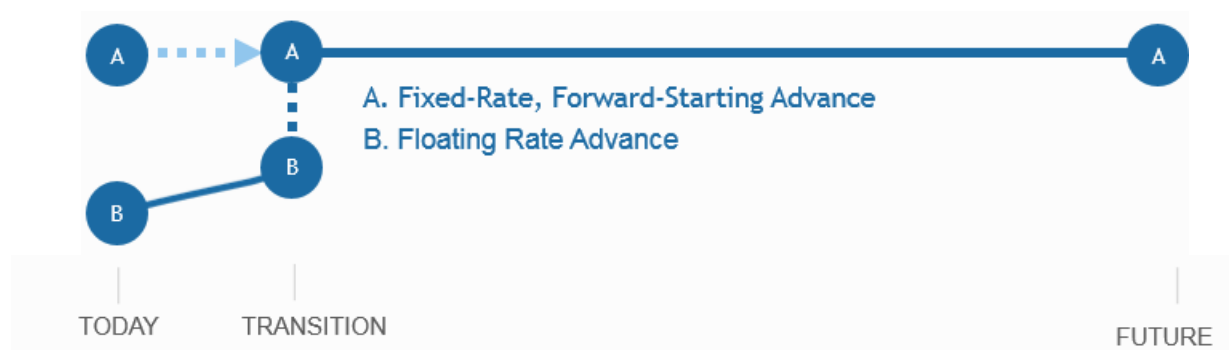 A
A
A
A. Fixed-Rate, Forward-Starting Advance
B. Floating Rate Advance
B
B
TODAY
TRANSITION
FUTURE